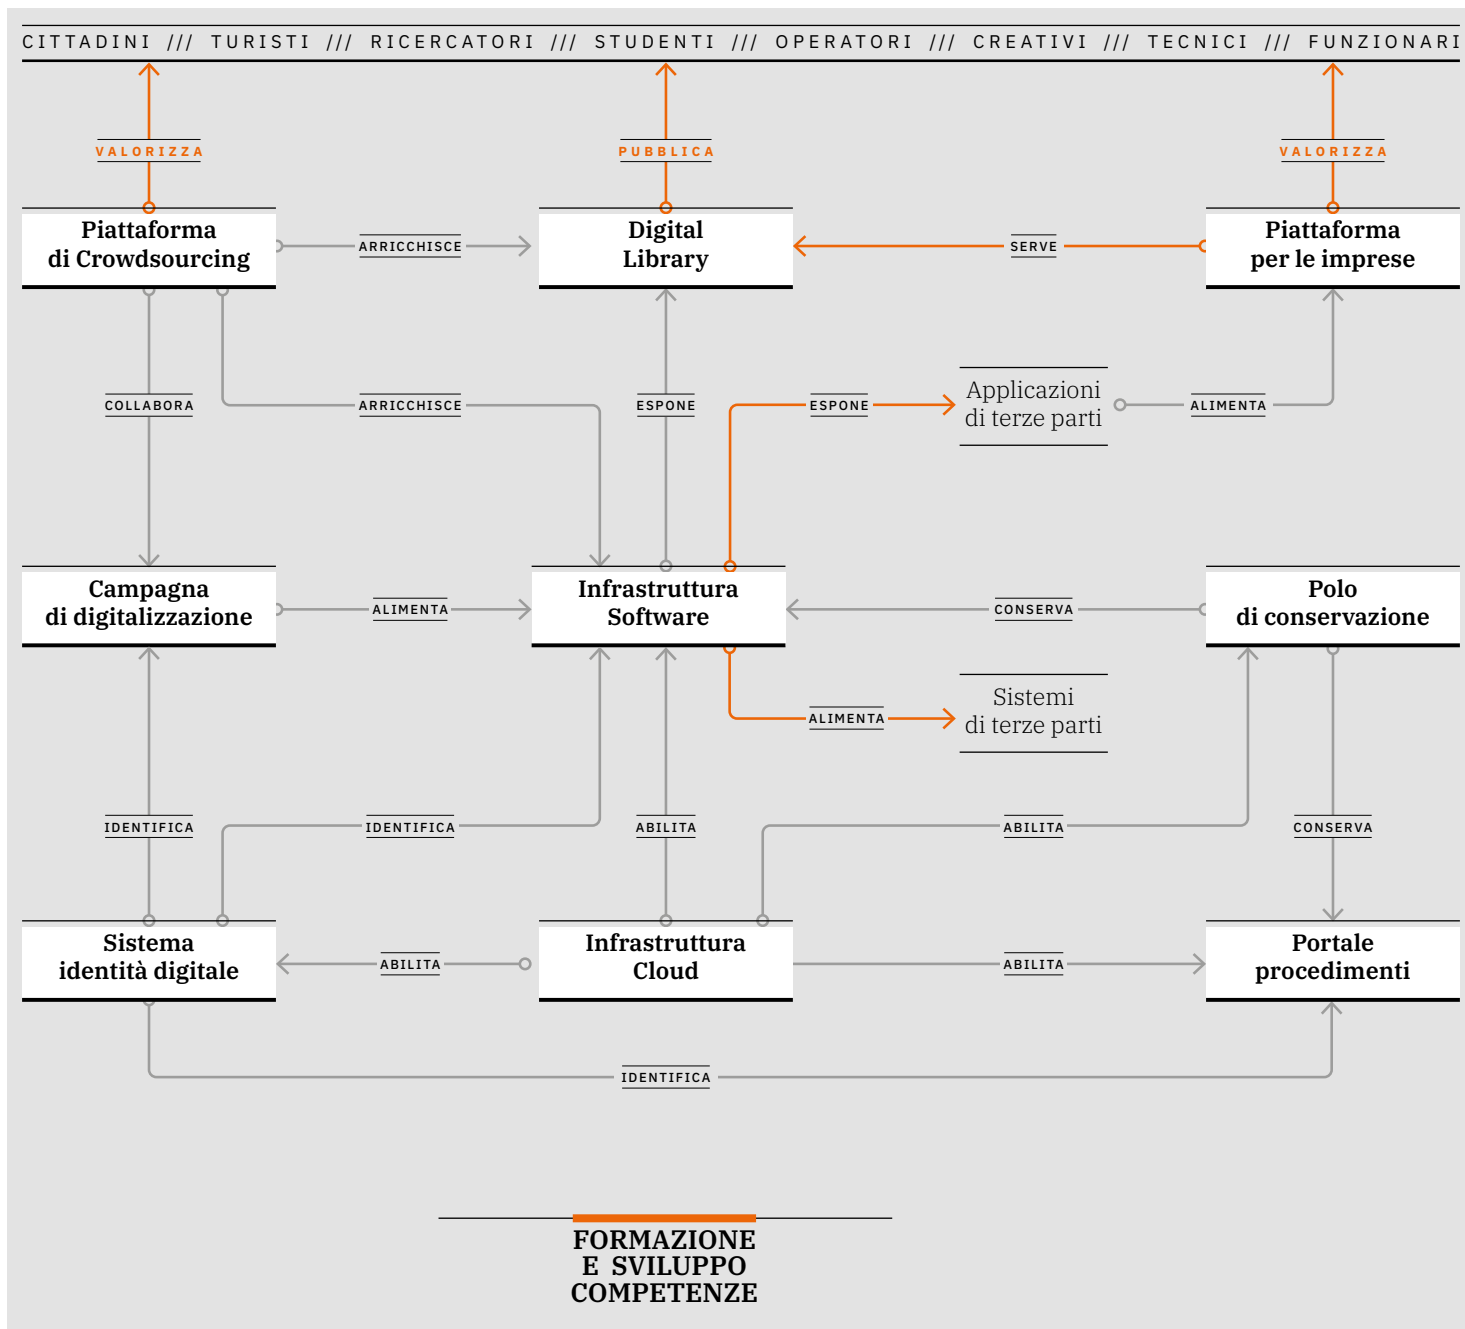 CITTADINI /// TURISTI /// RICERCATORI /// STUDENTI /// OPERATORI /// CREATIVI /// TECNICI /// FUNZIONARI
VALORIZZA
PUBBLICA
VALORIZZA
Piattaforma
di Crowdsourcing
ARRICCHISCE
Digital
Library
SERVE
Piattaforma
per le imprese
COLLABORA
ARRICCHISCE
ESPONE
ESPONE
Applicazioni
di terze parti
ALIMENTA
Campagna
di digitalizzazione
ALIMENTA
Infrastruttura
Software
CONSERVA
Polo
di conservazione
ALIMENTA
Sistemi
di terze parti
IDENTIFICA
IDENTIFICA
ABILITA
ABILITA
CONSERVA
Sistema
identità digitale
ABILITA
Infrastruttura
Cloud
ABILITA
Portale
procedimenti
IDENTIFICA
FORMAZIONE
E SVILUPPO
COMPETENZE